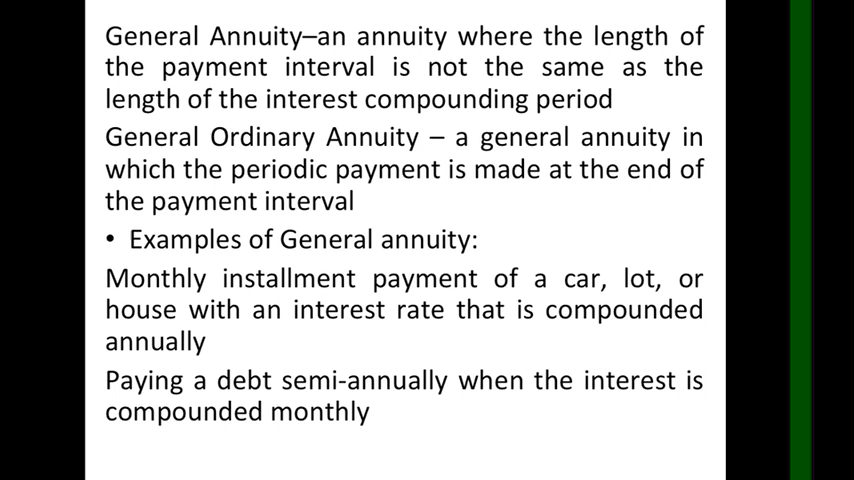 General Annuity–an annuity where the length of
the payment interval is not the same as the
length of the interest compounding period
General Ordinary Annuity – a general annuity in
which the periodic payment is made at the end of
the payment interval
• Examples of General annuity:
Monthly installment payment of a car, lot, or
house with an interest rate that is compounded
annually
Paying a debt semi-annually when the interest is
compounded monthly